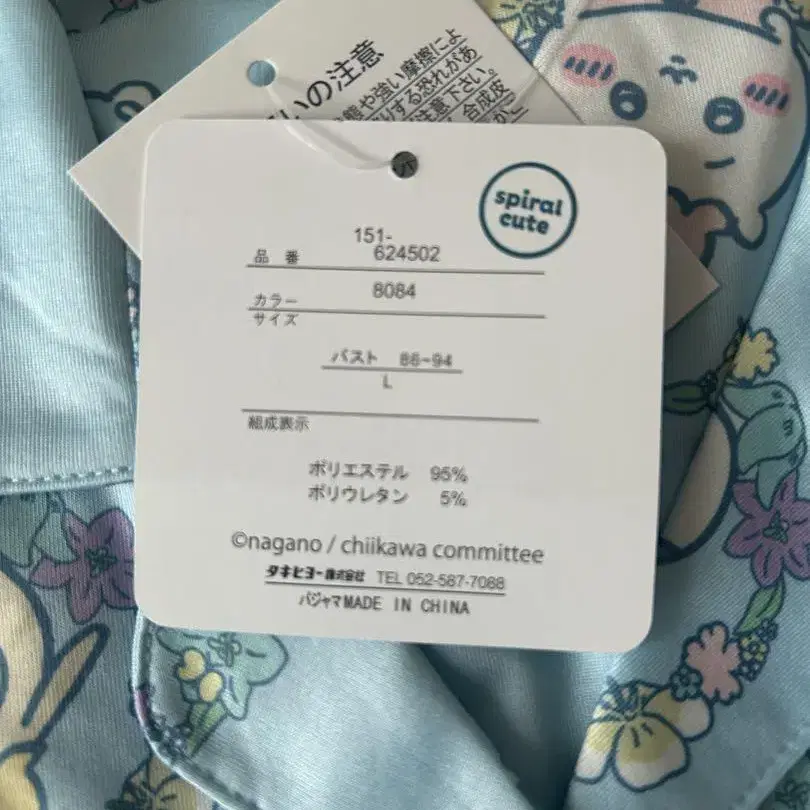 いの注意
態や強い摩擦によ
りする恐れがあ
注意下さい。
合成皮
spiral
cute
151-
品 番 624502
カラー 8084
サイズ
バスト 86-94
L
組成表示
ポリエステル 95%
ポリウレタン 5%
©nagano / chiikawa committee
タキヒヨー株式会社 TEL 052-587-7088
パジャマMADE IN CHINA